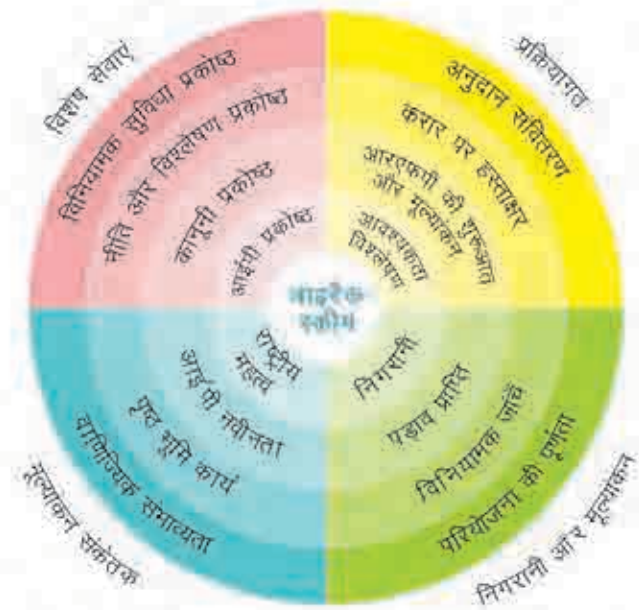 विशेष सेवाएं
विनियामक सुविधा प्रकोष्ठ
नीति और विश्लेषण प्रकोष्ठ
कानूनी प्रकोष्ठ
आईपी प्रकोष्ठ
प्रक्रियागत
अनुदान संवितरण
करार पर हस्ताक्षर
आरएफपी की शुरुआत
और मूल्यांकन
आवश्यकता
विश्लेषण
बाइरैक
स्कीम
राष्ट्रीय
महत्व
आई पी नवीनता
पृष्ठ भूमि कार्य
वाणिज्यिक संभाव्यता
मूल्यांकन संकेतक
निगरानी
पड़ाव प्राप्ति
विनियामक जांचें
परियोजना की पूर्णता
निगरानी और मूल्यांकन